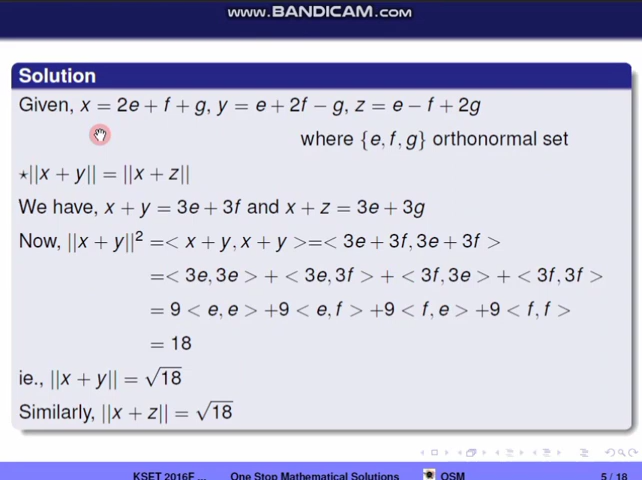 www.BANDICAM.com
Solution
Given, x = 2e + f + g, y = e + 2f − g, z = e − f + 2g
where {e, f, g} orthonormal set
⋆||x + y|| = ||x + z||
We have, x + y = 3e + 3f and x + z = 3e + 3g
Now, ||x + y||² =< x + y, x + y >=< 3e + 3f, 3e + 3f >
=< 3e, 3e > + < 3e, 3f > + < 3f, 3e > + < 3f, 3f >
= 9 < e, e > +9 < e, f > +9 < f, e > +9 < f, f >
= 18
ie., ||x + y|| = √18
Similarly, ||x + z|| = √18
KSET 2016F ... One Stop Mathematical Solutions OSM 5 / 18